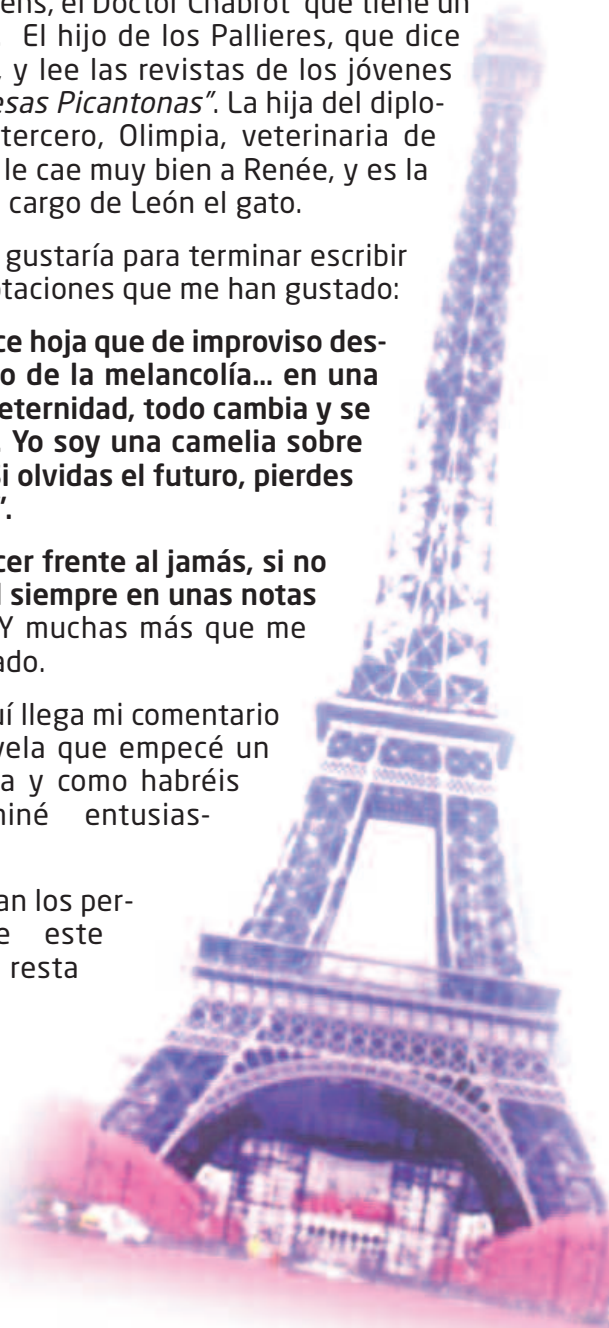 ens, el Doctor Chabrot que tiene un
. El hijo de los Pallieres, que dice
, y lee las revistas de los jóvenes
esas Picantonas”. La hija del diplo-
tercero, Olimpia, veterinaria de
le cae muy bien a Renée, y es la
cargo de León el gato.
gustaría para terminar escribir
otaciones que me han gustado:
ce hoja que de improviso des-
o de la melancolía... en una
eternidad, todo cambia y se
. Yo soy una camelia sobre
si olvidas el futuro, pierdes
”.
cer frente al jamás, si no
l siempre en unas notas
Y muchas más que me
ado.
uí llega mi comentario
vela que empecé un
a y como habréis
miné entusias-
an los per-
e este
resta